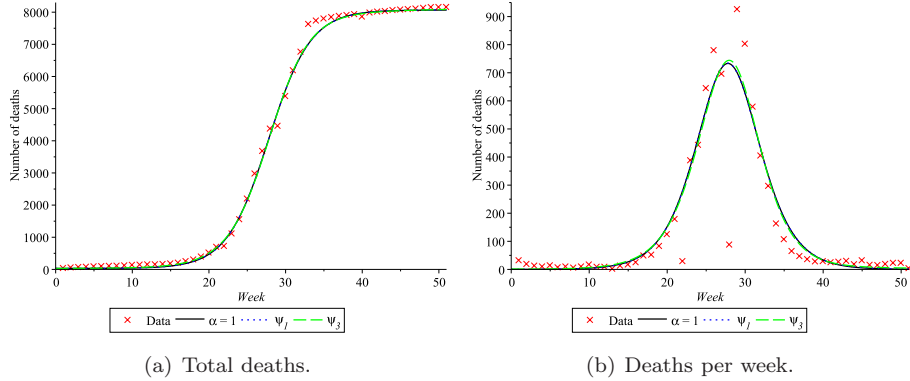 8000
7000
6000
5000
4000
3000
2000
1000
0
Number of deaths
0 10 20 30 40 50
Week
Data α = 1 ψ1 ψ3
(a) Total deaths.
900
800
700
600
500
400
300
200
100
0
Number of deaths
0 10 20 30 40 50
Week
Data α = 1 ψ1 ψ3
(b) Deaths per week.